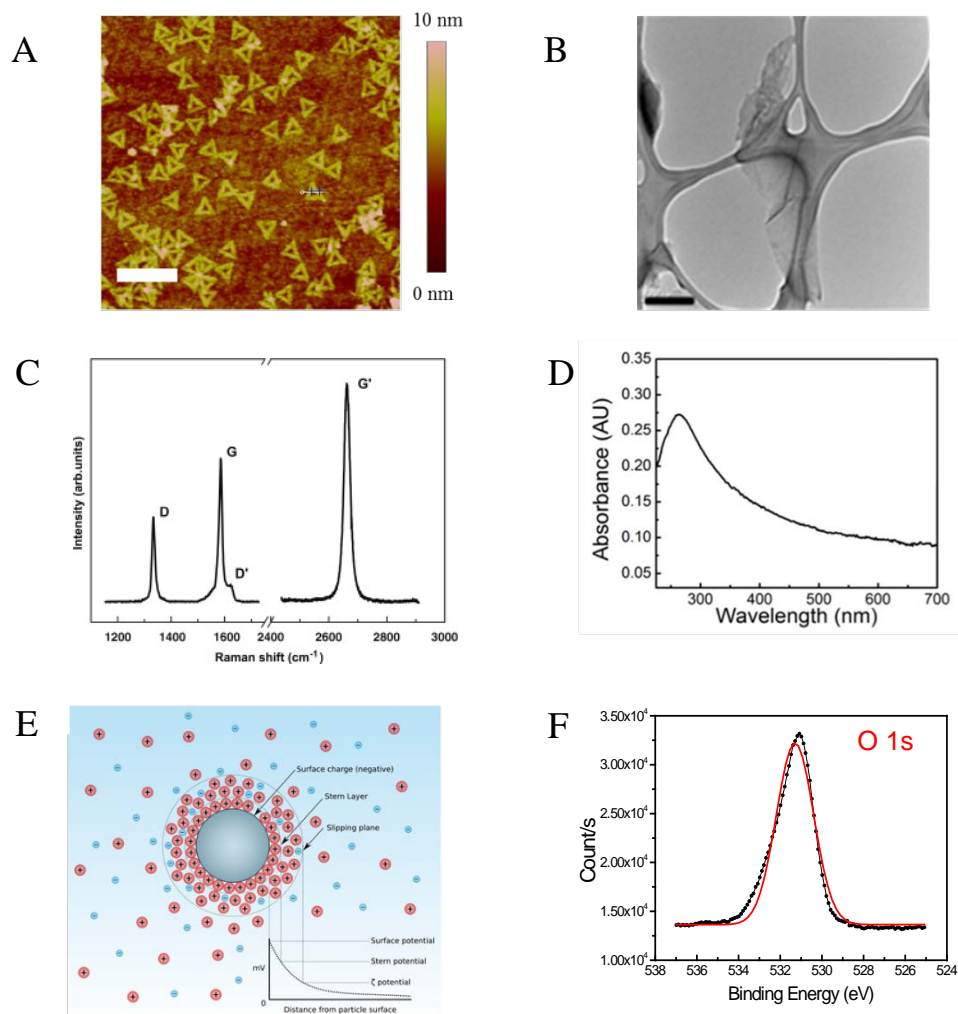 A
10 nm
0 nm
B
C
Intensity (arb.units)
D
G
D'
G'
1200 1400 1600 2400 2600 2800 3000
Raman shift (cm⁻¹)
D
Absorbance (AU)
0.35
0.30
0.25
0.20
0.15
0.10
0.05
300 400 500 600 700
Wavelength (nm)
E
Surface charge (negative)
Stern Layer
Slipping plane
Surface potential
Stern potential
ζ potential
mV
0
Distance from particle surface
F
O 1s
Count/s
3.50x10⁴
3.00x10⁴
2.50x10⁴
2.00x10⁴
1.50x10⁴
1.00x10⁴
538 536 534 532 530 528 526 524
Binding Energy (eV)